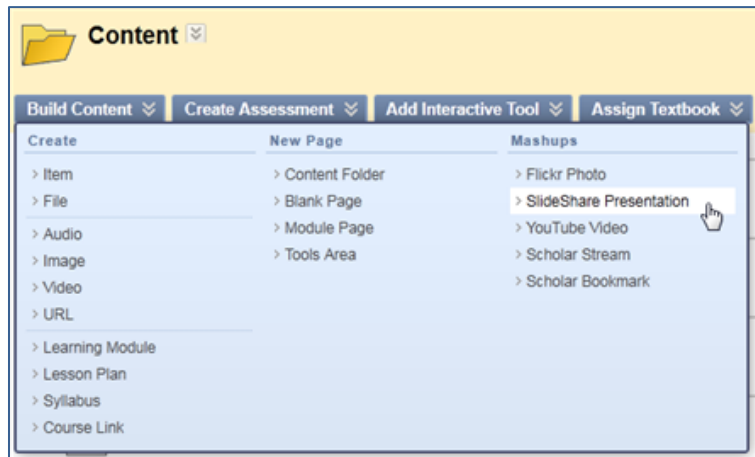 Content
Build Content
Create Assessment
Add Interactive Tool
Assign Textbook
Create
> Item
> File
> Audio
> Image
> Video
> URL
> Learning Module
> Lesson Plan
> Syllabus
> Course Link
New Page
> Content Folder
> Blank Page
> Module Page
> Tools Area
Mashups
> Flickr Photo
> SlideShare Presentation
> YouTube Video
> Scholar Stream
> Scholar Bookmark